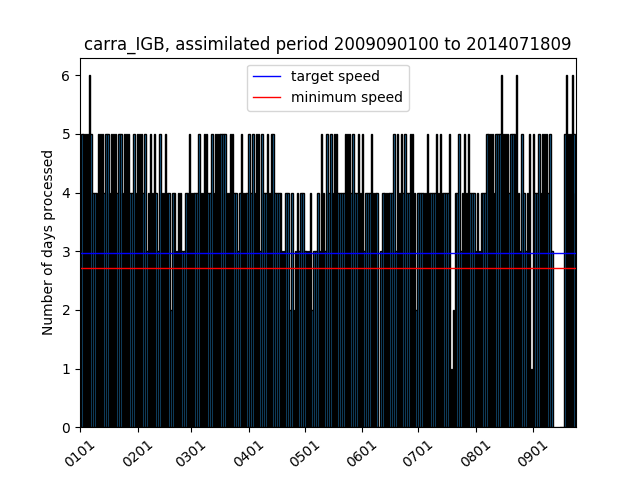 carra_IGB, assimilated period 2009090100 to 2014071809
target speed
minimum speed
Number of days processed
6
5
4
3
2
1
0
0101 0201 0301 0401 0501 0601 0701 0801 0901